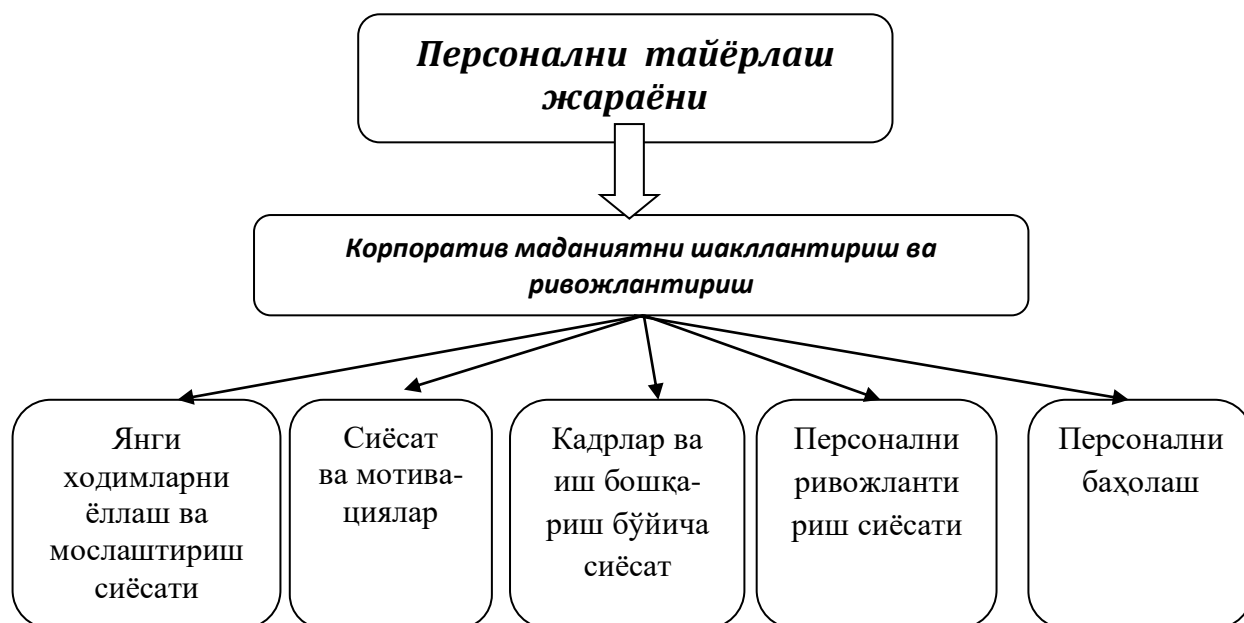 Персонални тайёрлаш
жараёни
Корпоратив маданиятни шакллантириш ва
ривожлантириш
Янги
ходимларни
ёллаш ва
мослаштириш
сиёсати
Сиёсат
ва мотива-
циялар
Кадрлар ва
иш бошқа-
риш бўйича
сиёсат
Персонални
ривожланти
риш сиёсати
Персонални
баҳолаш